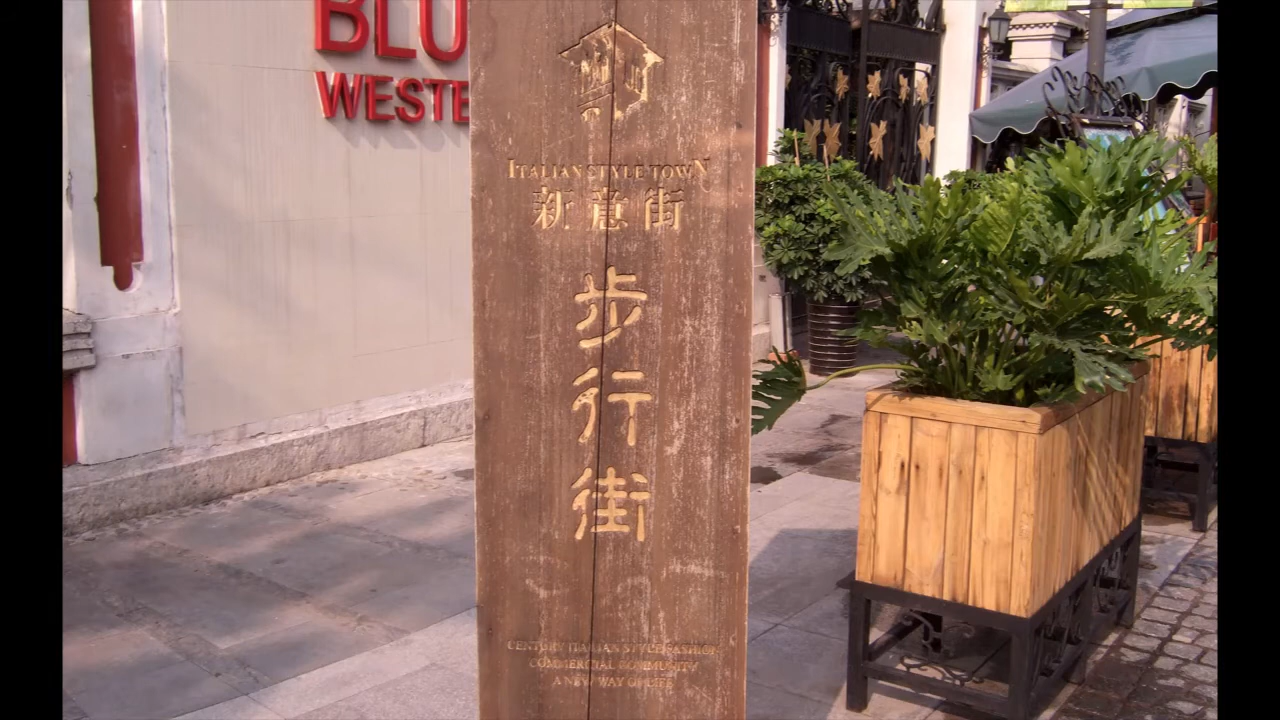 BLU
WESTE
ITALIAN STYLE TOWN
新意街
步行街
CENTURY ITALIAN STYLE FASHION
COMMERCIAL COMMUNITY
A NEW WAY OF LIFE